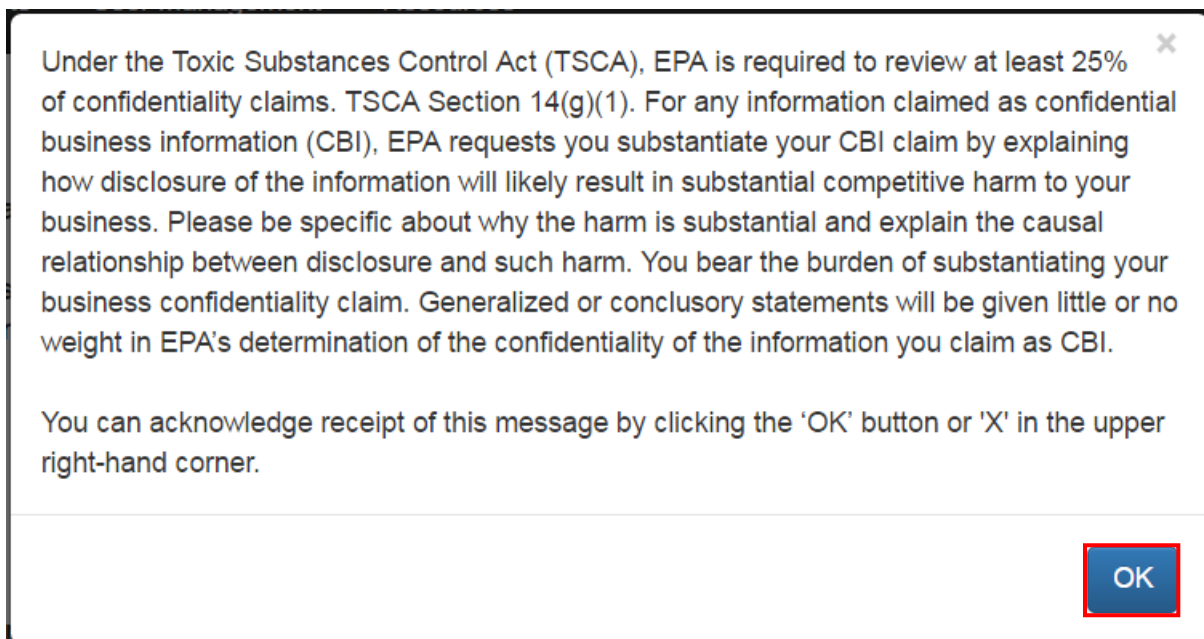 ×
Under the Toxic Substances Control Act (TSCA), EPA is required to review at least 25%
of confidentiality claims. TSCA Section 14(g)(1). For any information claimed as confidential
business information (CBI), EPA requests you substantiate your CBI claim by explaining
how disclosure of the information will likely result in substantial competitive harm to your
business. Please be specific about why the harm is substantial and explain the causal
relationship between disclosure and such harm. You bear the burden of substantiating your
business confidentiality claim. Generalized or conclusory statements will be given little or no
weight in EPA’s determination of the confidentiality of the information you claim as CBI.
You can acknowledge receipt of this message by clicking the ‘OK’ button or 'X' in the upper
right-hand corner.
OK